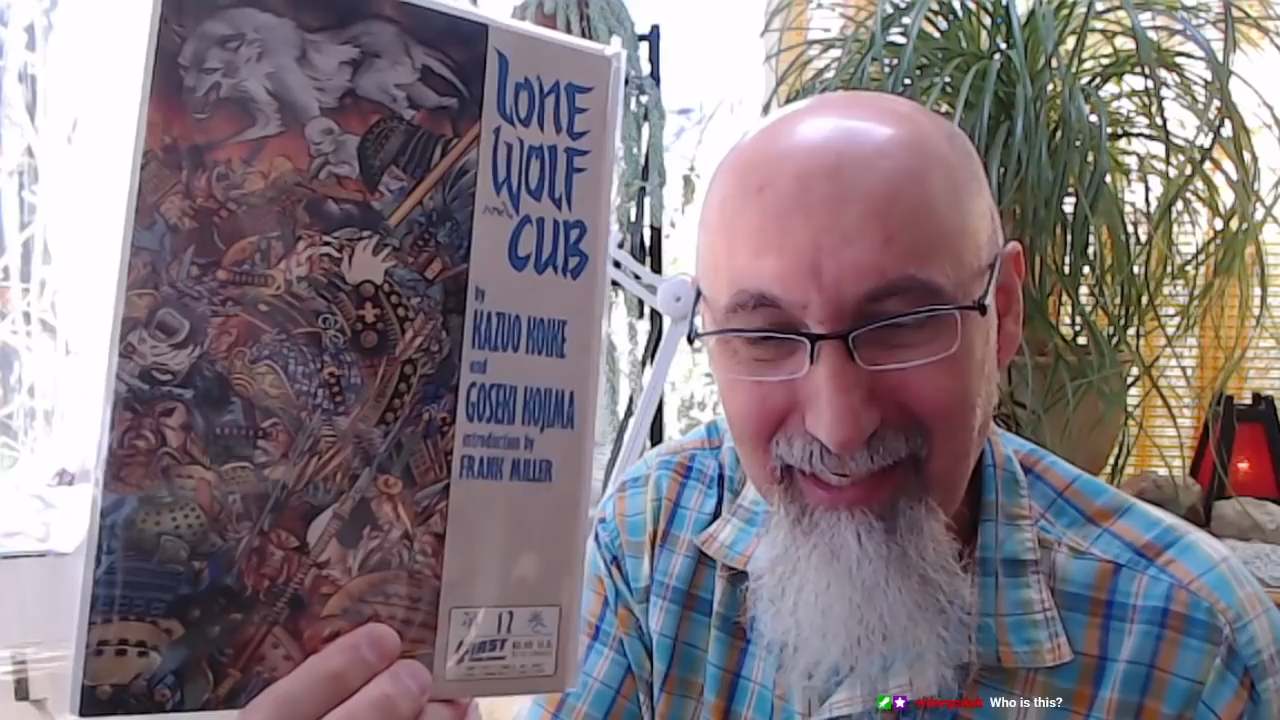 LONE
WOLF
and
CUB
by
KAZUO KOIKE
and
GOSEKI KOJIMA
introduction by
FRANK MILLER
12
FIRST
Who is this?